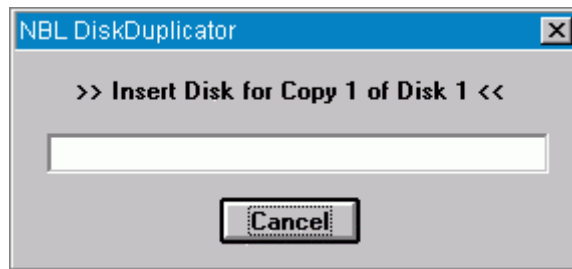 NBL DiskDuplicator
>> Insert Disk for Copy 1 of Disk 1 <<
Cancel